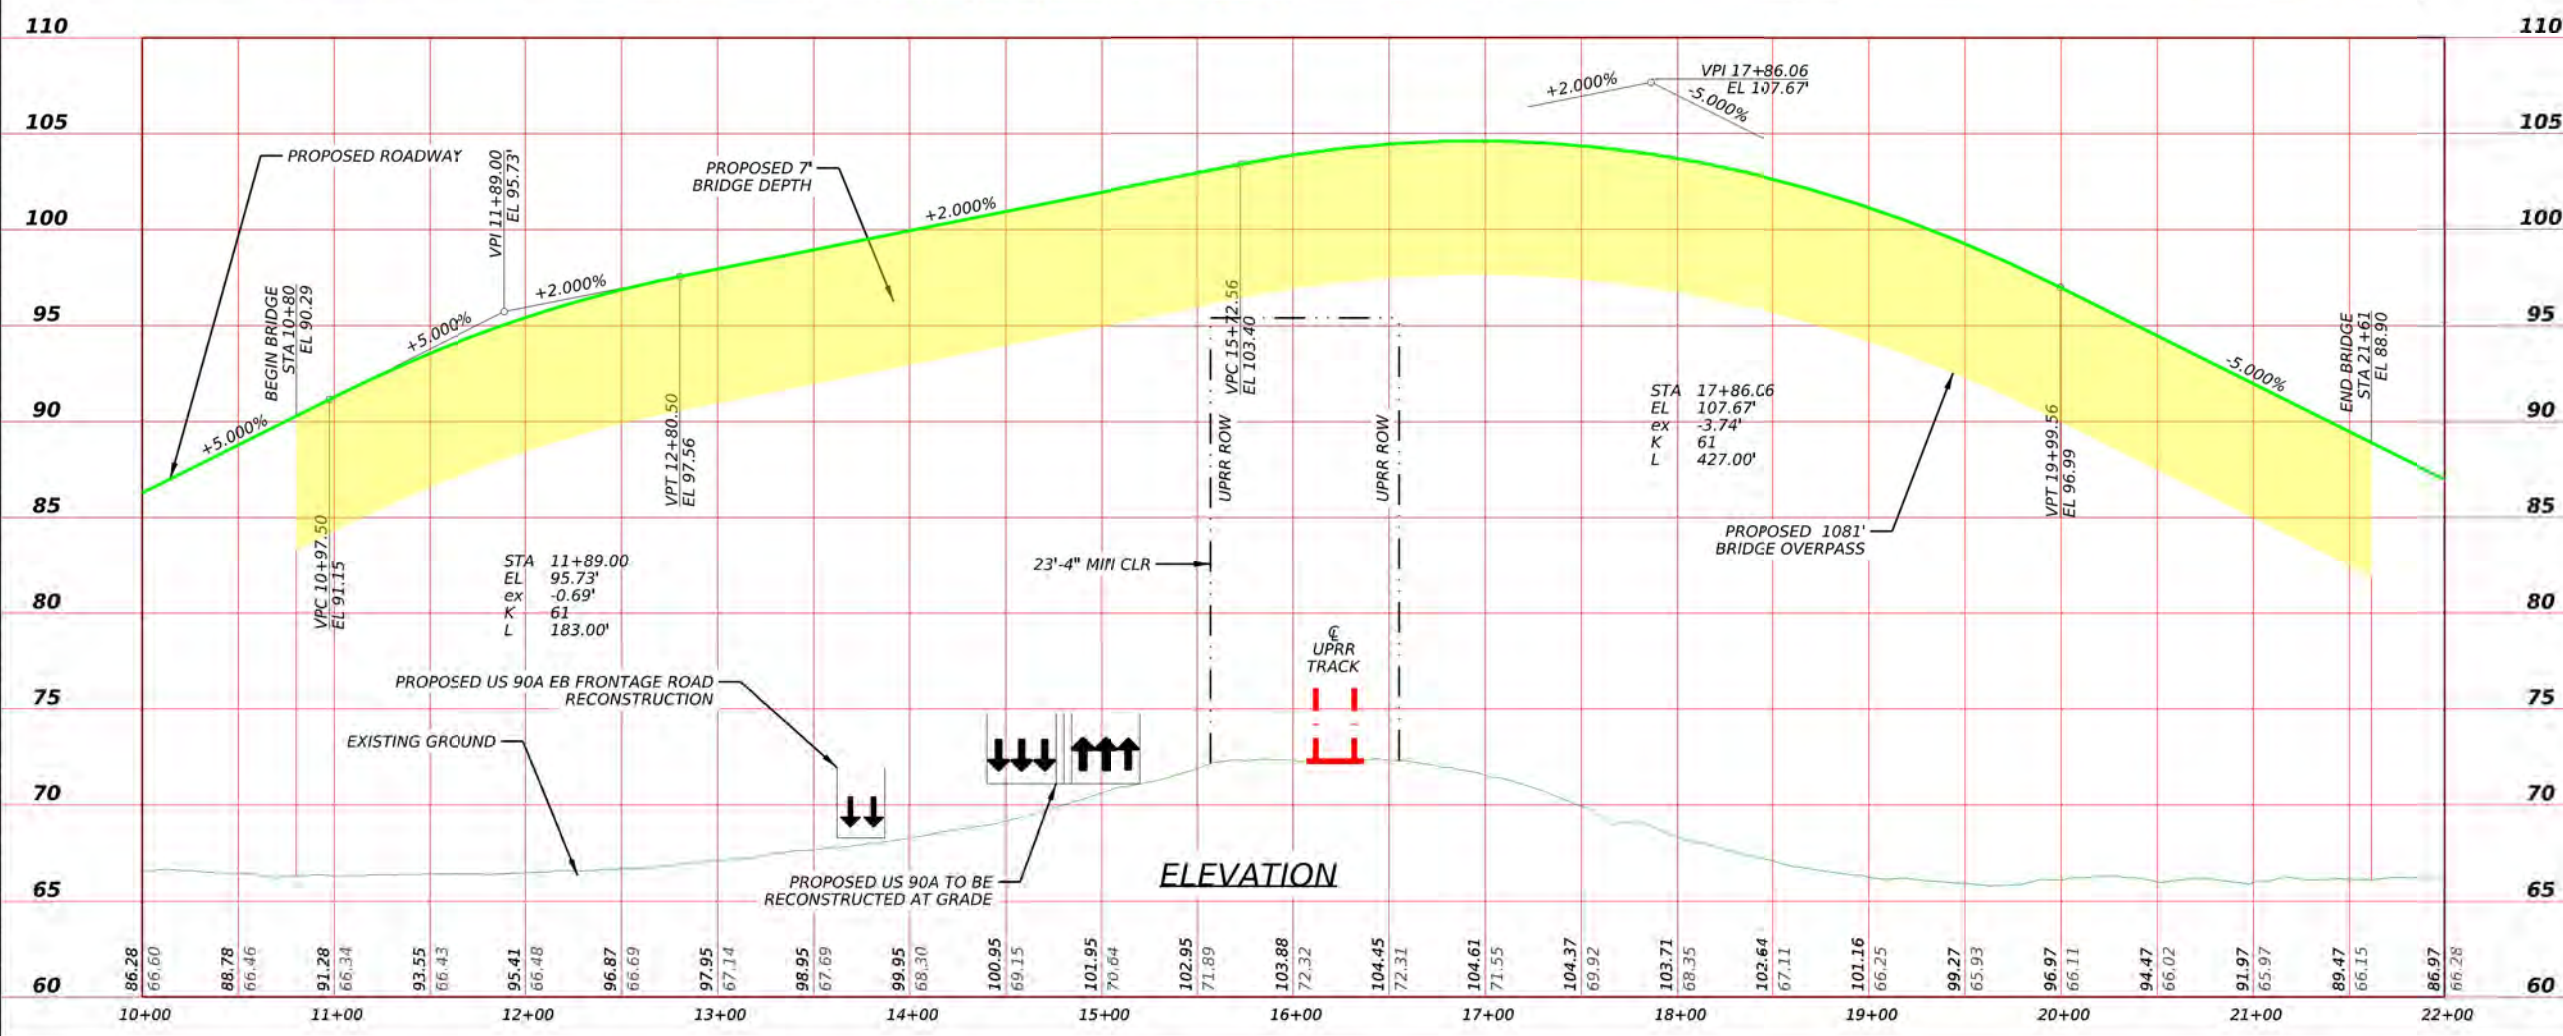 110
105
100
95
90
85
80
75
70
65
60
110
105
100
95
90
85
80
75
70
65
60
PROPOSED ROADWAY
BEGIN BRIDGE
STA 10+80
EL 90.29
+5.000%
VPI 11+89.00
EL 95.73'
+5.000%
+2.000%
VPC 10+97.50
EL 91.15
STA 11+89.00
EL 95.73'
ex -0.69'
K 61
L 183.00'
VPT 12+80.50
EL 97.56
PROPOSED 7'
BRIDGE DEPTH
+2.000%
VPC 15+72.56
EL 103.40
UPRR ROW
UPRR ROW
23'-4" MIN CLR
℄
UPRR
TRACK
+2.000%
VPI 17+86.06
EL 107.67'
-5.000%
STA 17+86.06
EL 107.67'
ex -3.74'
K 61
L 427.00'
PROPOSED 1081'
BRIDGE OVERPASS
VPT 19+99.56
EL 96.99
-5.000%
END BRIDGE
STA 21+61
EL 88.90
PROPOSED US 90A EB FRONTAGE ROAD
RECONSTRUCTION
EXISTING GROUND
PROPOSED US 90A TO BE
RECONSTRUCTED AT GRADE
ELEVATION
86.28
66.60
88.78
66.46
91.28
66.34
93.55
66.43
95.41
66.48
96.87
66.69
97.95
67.14
98.95
67.69
99.95
68.30
100.95
69.15
101.95
70.64
102.95
71.89
103.88
72.32
104.45
72.31
104.61
71.55
104.37
69.92
103.71
68.35
102.64
67.11
101.16
66.25
99.27
65.93
96.97
66.11
94.47
66.02
91.97
65.97
89.47
66.15
86.97
66.28
10+00
11+00
12+00
13+00
14+00
15+00
16+00
17+00
18+00
19+00
20+00
21+00
22+00